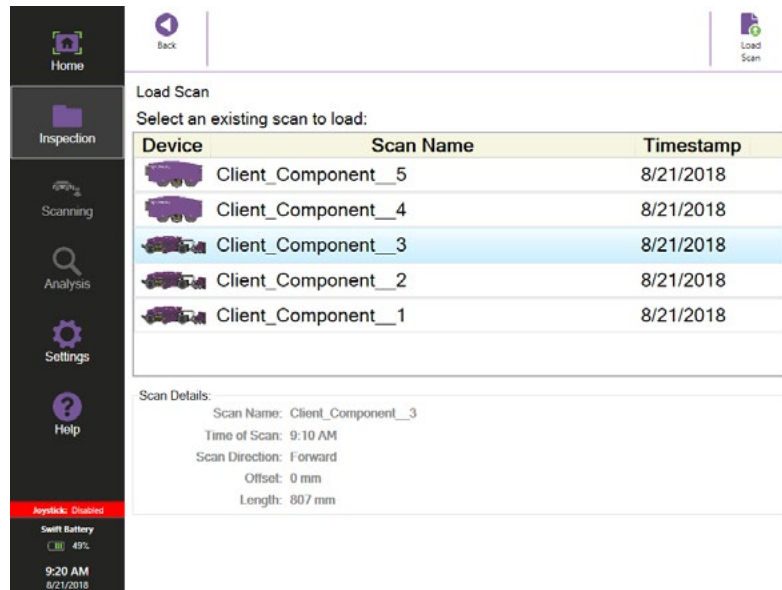 Home
Inspection
Scanning
Analysis
Settings
Help
Joystick: Disabled
Swift Battery
49%
9:20 AM
8/21/2018
Back
Load
Scan
Load Scan
Select an existing scan to load:
Device Scan Name Timestamp
Client_Component__5 8/21/2018
Client_Component__4 8/21/2018
Client_Component__3 8/21/2018
Client_Component__2 8/21/2018
Client_Component__1 8/21/2018
Scan Details:
Scan Name: Client_Component__3
Time of Scan: 9:10 AM
Scan Direction: Forward
Offset: 0 mm
Length: 807 mm